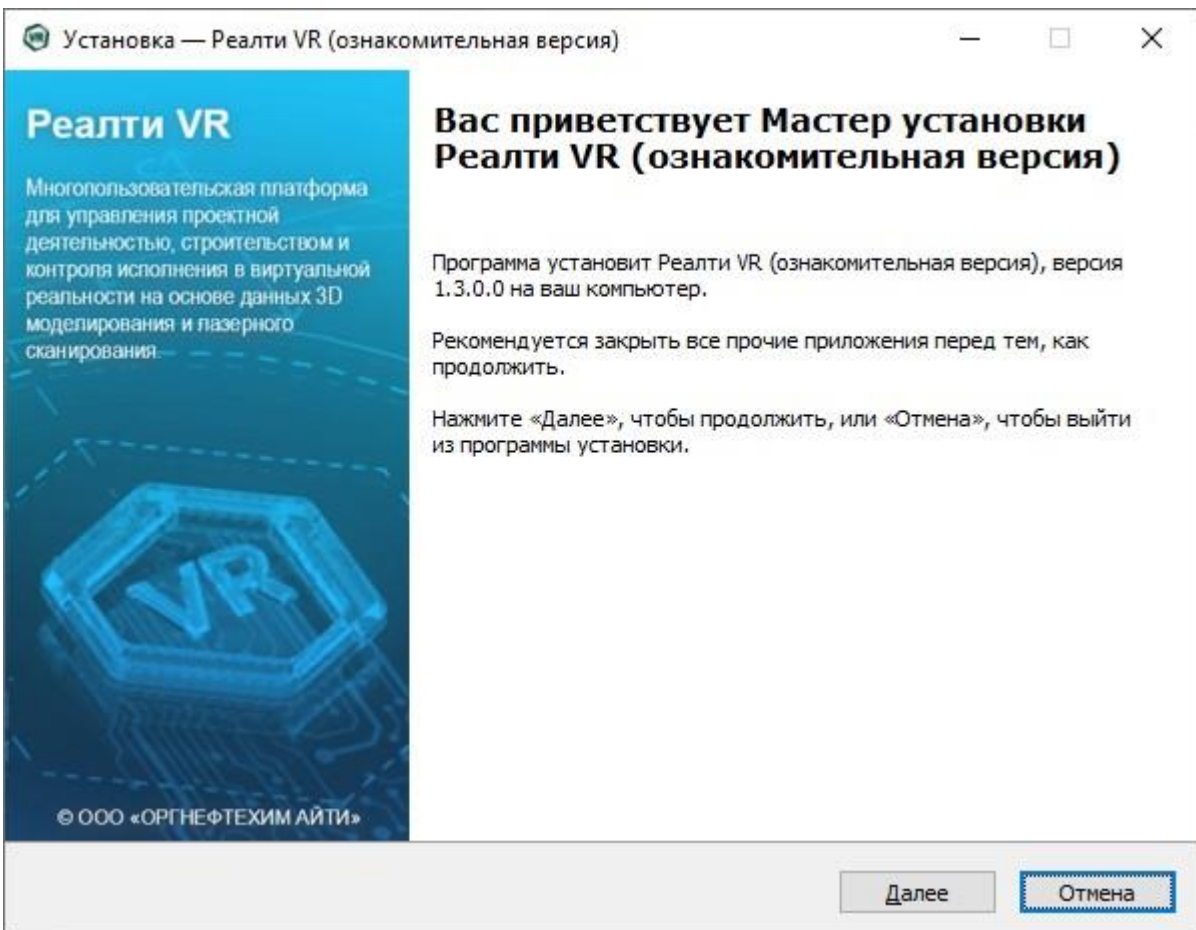 Установка — Реалти VR (ознакомительная версия)
Реалти VR
Многопользовательская платформа
для управления проектной
деятельностью, строительством и
контроля исполнения в виртуальной
реальности на основе данных 3D
моделирования и лазерного
сканирования.
VR
© ООО «ОРГНЕФТЕХИМ АЙТИ»
Вас приветствует Мастер установки
Реалти VR (ознакомительная версия)
Программа установит Реалти VR (ознакомительная версия), версия
1.3.0.0 на ваш компьютер.
Рекомендуется закрыть все прочие приложения перед тем, как
продолжить.
Нажмите «Далее», чтобы продолжить, или «Отмена», чтобы выйти
из программы установки.
Далее
Отмена